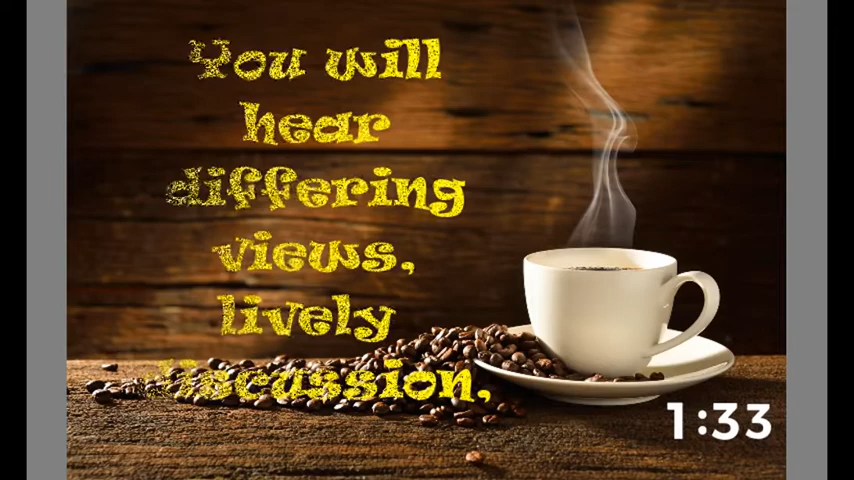 You will
hear
differing
views,
lively
discussion,
1:33